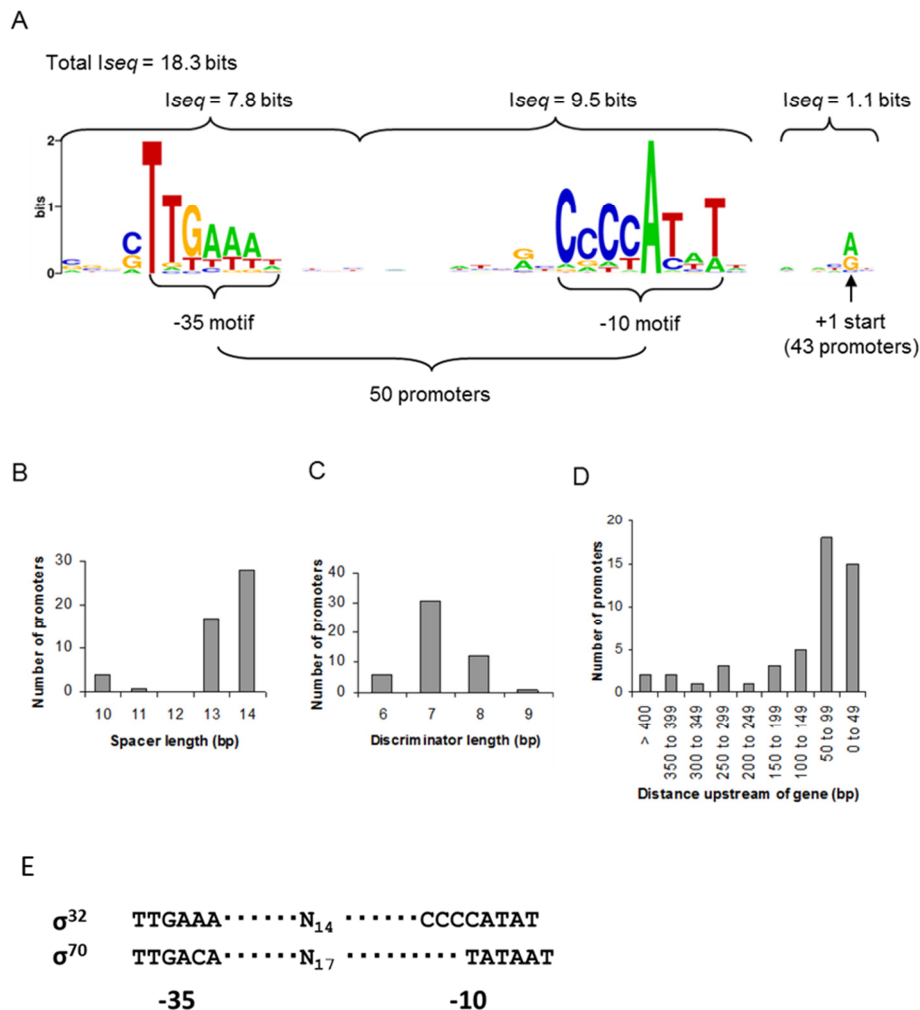 A
Total Iseq = 18.3 bits
Iseq = 7.8 bits
Iseq = 9.5 bits
Iseq = 1.1 bits
2
1
0
bits
-35 motif
-10 motif
+1 start
(43 promoters)
50 promoters
B
Number of promoters
30
20
10
0
10 11 12 13 14
Spacer length (bp)
C
Number of promoters
40
30
20
10
0
6 7 8 9
Discriminator length (bp)
D
Number of promoters
20
15
10
5
0
> 400
350 to 399
300 to 349
250 to 299
200 to 249
150 to 199
100 to 149
50 to 99
0 to 49
Distance upstream of gene (bp)
E
σ32 TTGAAA······N14 ······CCCCATAT
σ70 TTGACA······N17 ·········TATAAT
-35 -10